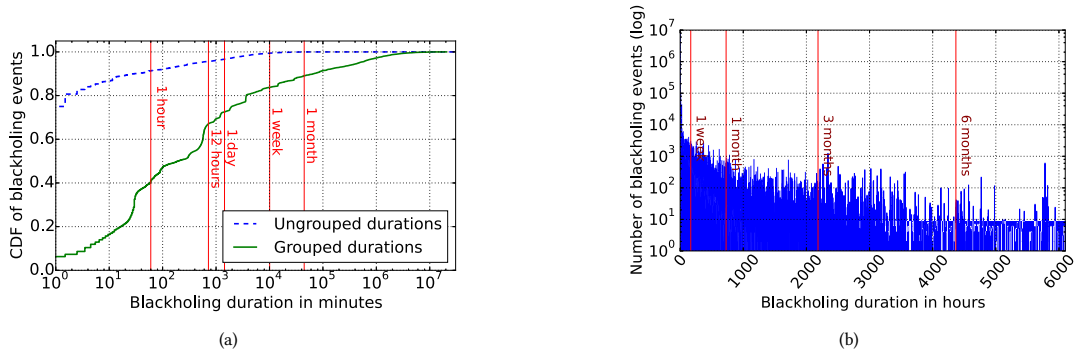 CDF of blackholing events
1.0
0.8
0.6
0.4
0.2
0.0
10^0
10^1
10^2
10^3
10^4
10^5
10^6
10^7
Blackholing duration in minutes
1 hour
12 hours
1 day
1 week
1 month
Ungrouped durations
Grouped durations
(a)
Number of blackholing events (log)
10^7
10^6
10^5
10^4
10^3
10^2
10^1
10^0
0
1000
2000
3000
4000
5000
6000
Blackholing duration in hours
1 week
1 month
3 months
6 months
(b)